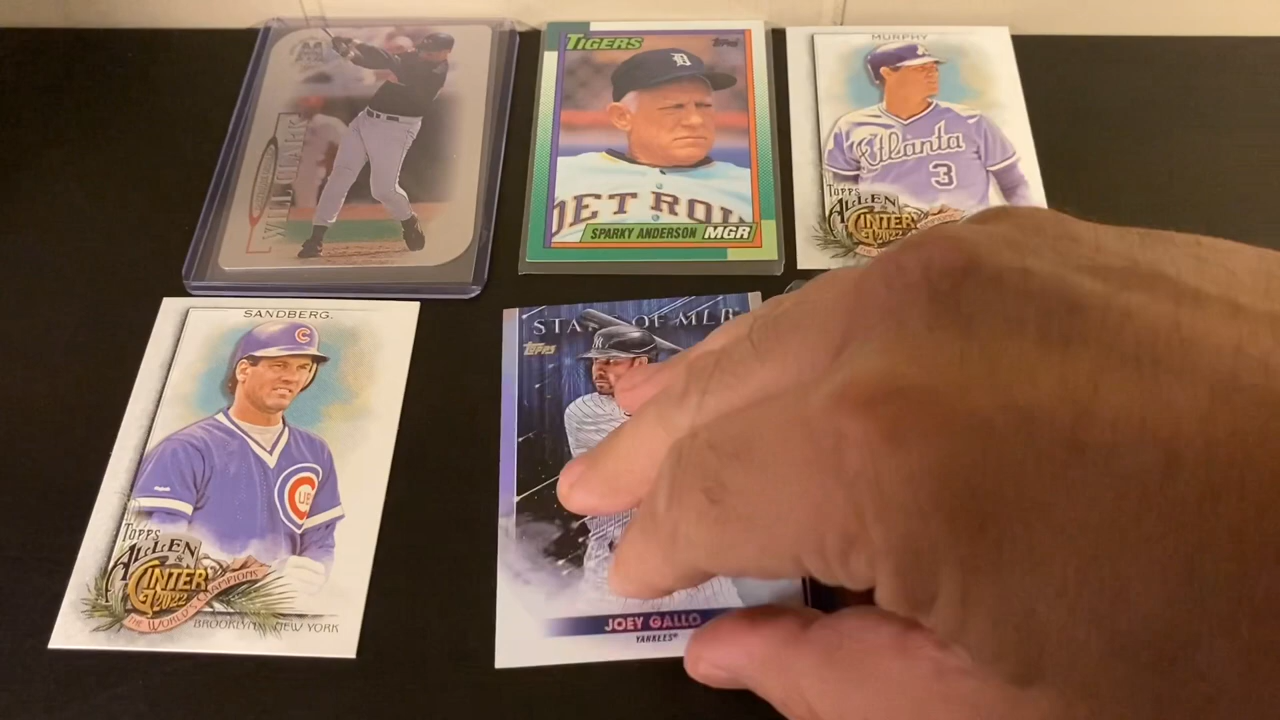 WILL CLARK
TIGERS
Topps
D
DETROIT
SPARKY ANDERSON MGR
MURPHY
Atlanta
3
TOPPS
ALLEN &
GINTER
2022
SANDBERG.
C
CUBS
TOPPS
ALLEN &
GINTER
2022
THE WORLD'S CHAMPIONS
BROOKLYN, NEW YORK
STARS OF MLB
Topps
JOEY GALLO
YANKEES®